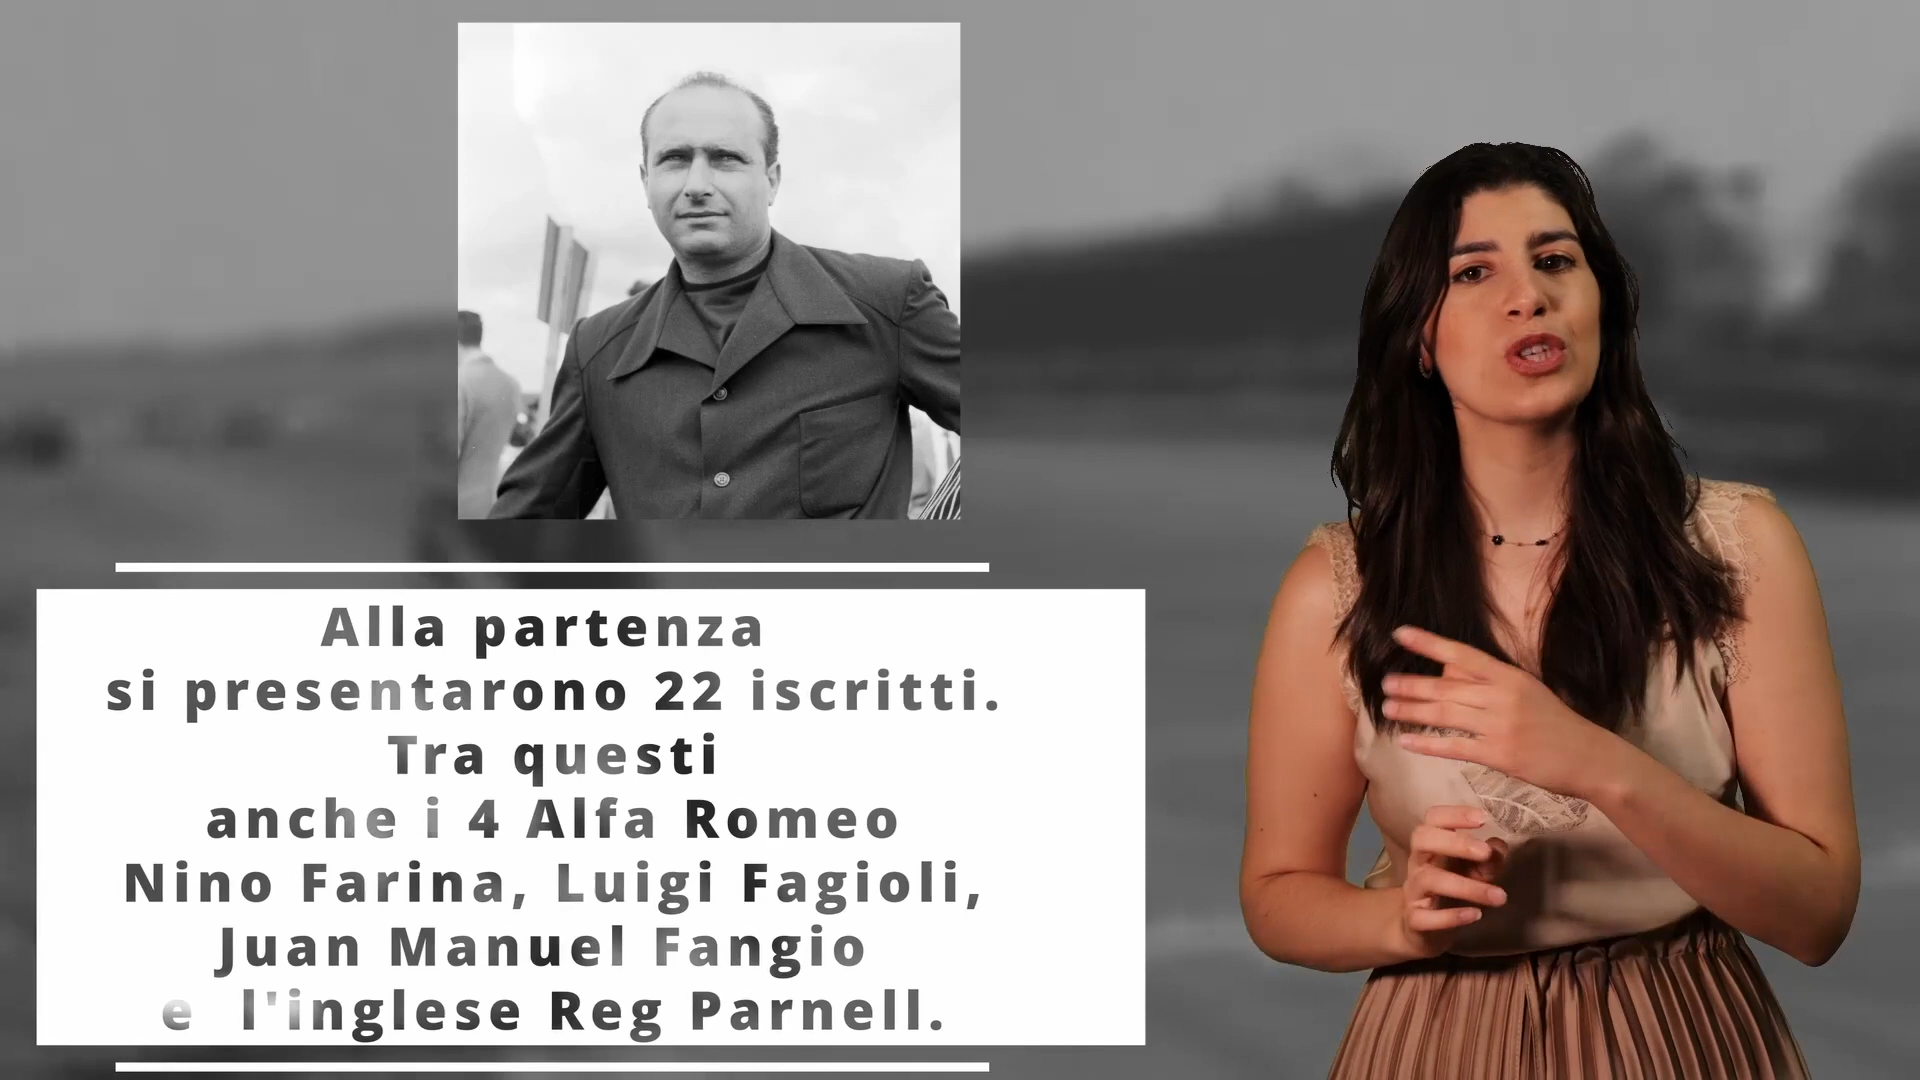 Alla partenza
si presentarono 22 iscritti.
Tra questi
anche i 4 Alfa Romeo
Nino Farina, Luigi Fagioli,
Juan Manuel Fangio
e l'inglese Reg Parnell.